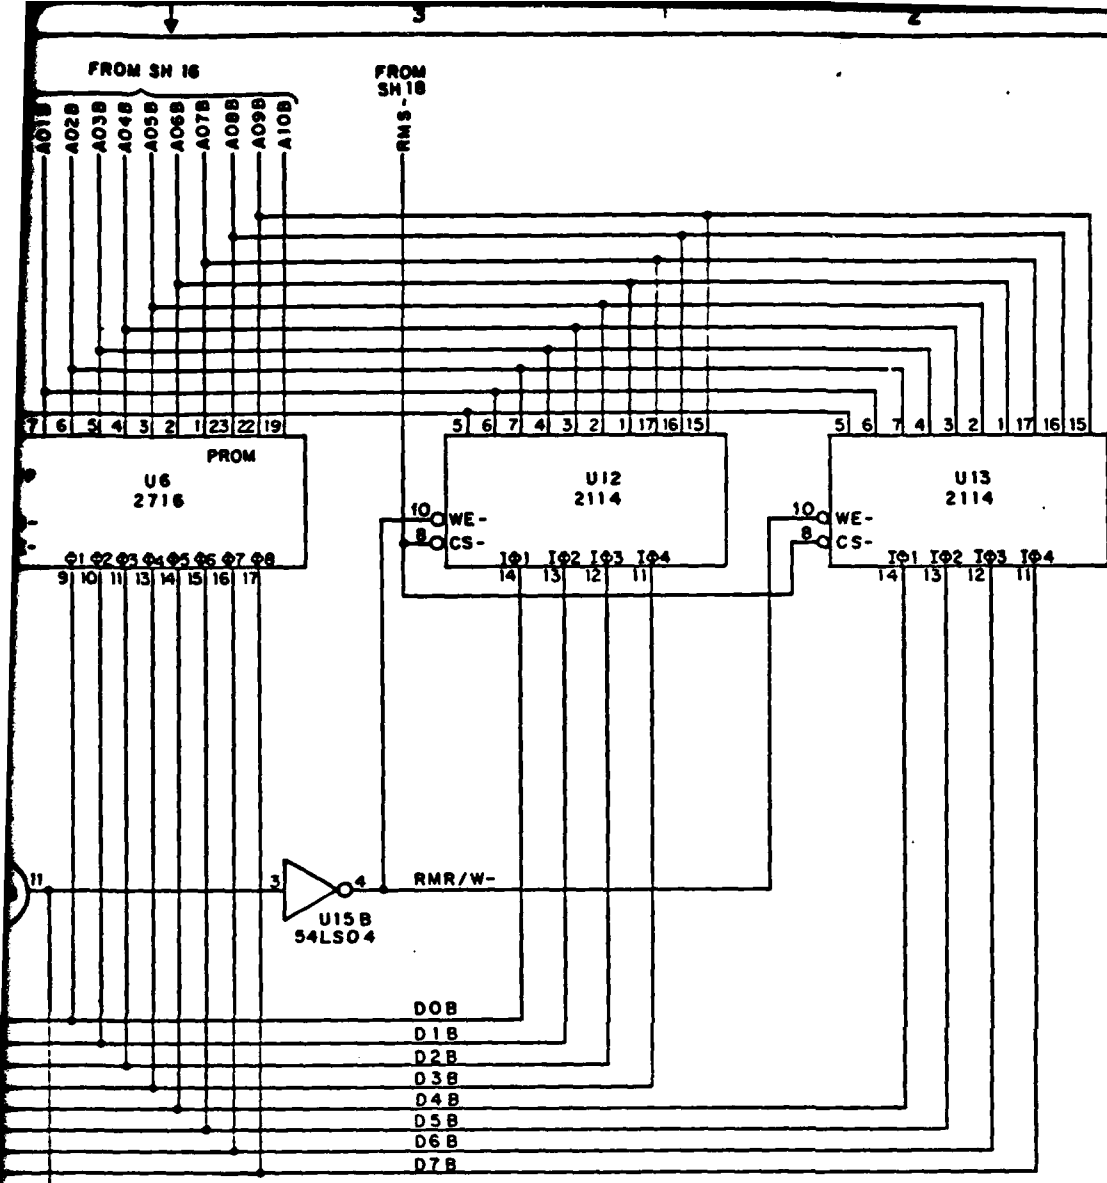 3 2
FROM SH 16
FROM
SH 18
A01B A02B A03B A04B A05B A06B A07B A08B A09B A10B
RMS-
7 6 5 4 3 2 1 23 22 19
5 6 7 4 3 2 1 17 16 15
5 6 7 4 3 2 1 17 16 15
PROM
U6
2716
U12
2114
U13
2114
10 WE-
8 CS-
10 WE-
8 CS-
Φ1 Φ2 Φ3 Φ4 Φ5 Φ6 Φ7 Φ8
9 10 11 13 14 15 16 17
IΦ1 IΦ2 IΦ3 IΦ4
14 13 12 11
IΦ1 IΦ2 IΦ3 IΦ4
14 13 12 11
11
3 4
RMR/W-
U15B
54LS04
D0B
D1B
D2B
D3B
D4B
D5B
D6B
D7B